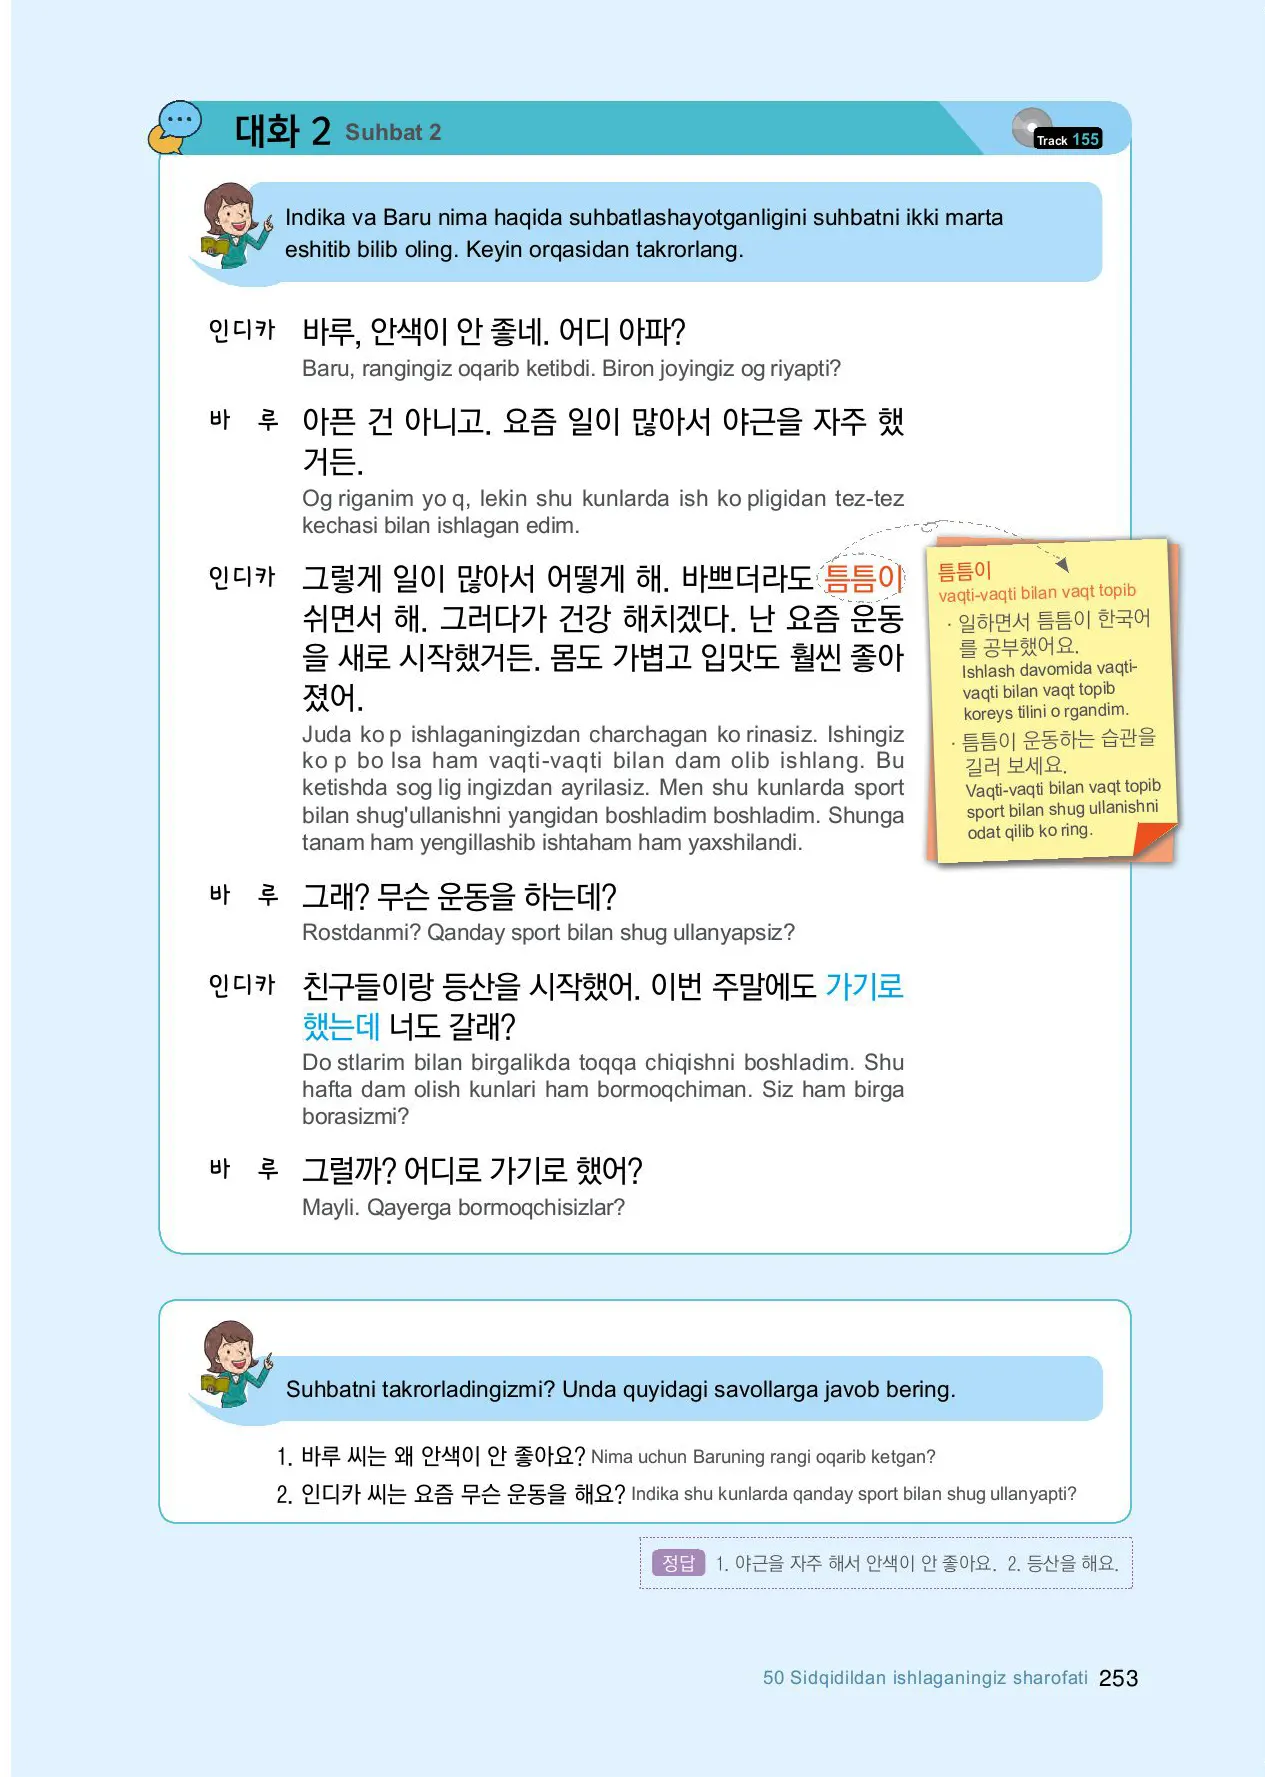 대화 2 Suhbat 2
Track 155
Indika va Baru nima haqida suhbatlashayotganligini suhbatni ikki marta
eshitib bilib oling. Keyin orqasidan takrorlang.
인디카 바루, 안색이 안 좋네. 어디 아파?
Baru, rangingiz oqarib ketibdi. Biron joyingiz og riyapti?
바 루 아픈 건 아니고. 요즘 일이 많아서 야근을 자주 했
거든.
Og riganim yo q, lekin shu kunlarda ish ko pligidan tez-tez
kechasi bilan ishlagan edim.
인디카 그렇게 일이 많아서 어떻게 해. 바쁘더라도 틈틈이
쉬면서 해. 그러다가 건강 해치겠다. 난 요즘 운동
을 새로 시작했거든. 몸도 가볍고 입맛도 훨씬 좋아
졌어.
Juda ko p ishlaganingizdan charchagan ko rinasiz. Ishingiz
ko p bo lsa ham vaqti-vaqti bilan dam olib ishlang. Bu
ketishda sog lig ingizdan ayrilasiz. Men shu kunlarda sport
bilan shug'ullanishni yangidan boshladim boshladim. Shunga
tanam ham yengillashib ishtaham ham yaxshilandi.
틈틈이
vaqti-vaqti bilan vaqt topib
· 일하면서 틈틈이 한국어
를 공부했어요.
Ishlash davomida vaqti-
vaqti bilan vaqt topib
koreys tilini o rgandim.
· 틈틈이 운동하는 습관을
길러 보세요.
Vaqti-vaqti bilan vaqt topib
sport bilan shug ullanishni
odat qilib ko ring.
바 루 그래? 무슨 운동을 하는데?
Rostdanmi? Qanday sport bilan shug ullanyapsiz?
인디카 친구들이랑 등산을 시작했어. 이번 주말에도 가기로
했는데 너도 갈래?
Do stlarim bilan birgalikda toqqa chiqishni boshladim. Shu
hafta dam olish kunlari ham bormoqchiman. Siz ham birga
borasizmi?
바 루 그럴까? 어디로 가기로 했어?
Mayli. Qayerga bormoqchisizlar?
Suhbatni takrorladingizmi? Unda quyidagi savollarga javob bering.
1. 바루 씨는 왜 안색이 안 좋아요? Nima uchun Baruning rangi oqarib ketgan?
2. 인디카 씨는 요즘 무슨 운동을 해요? Indika shu kunlarda qanday sport bilan shug ullanyapti?
정답 1. 야근을 자주 해서 안색이 안 좋아요. 2. 등산을 해요.
50 Sidqidildan ishlaganingiz sharofati 253